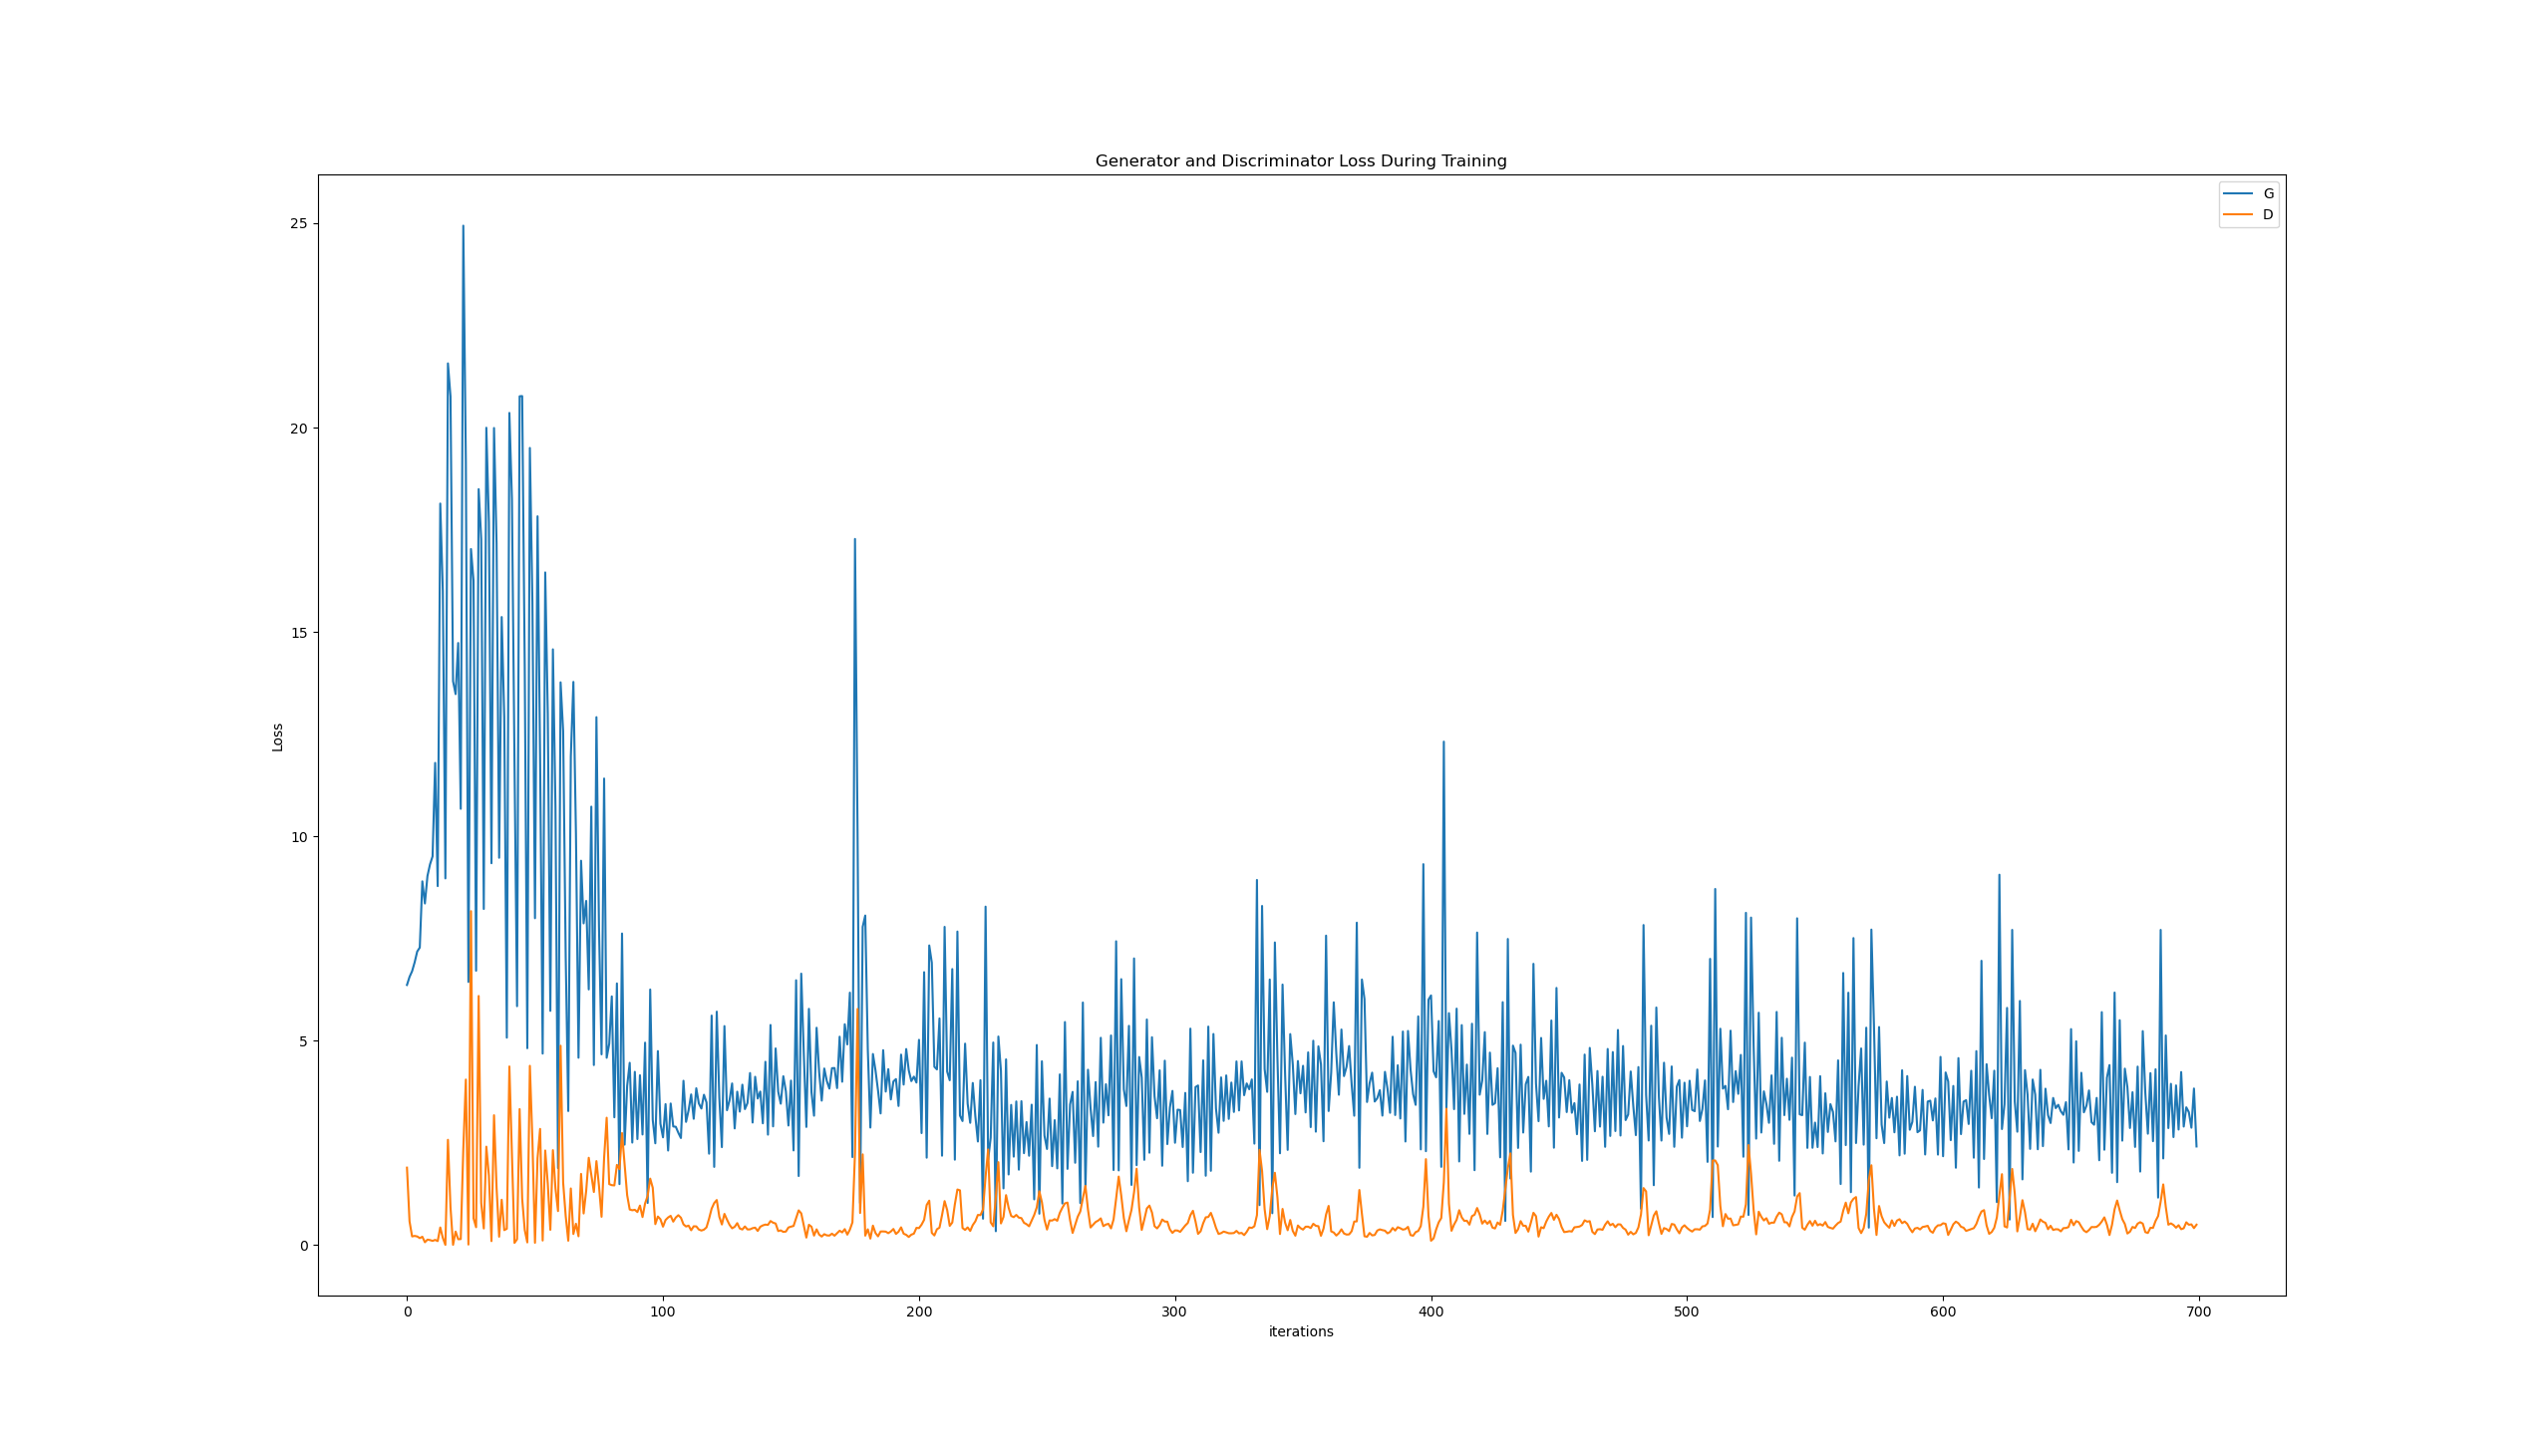 Generator and Discriminator Loss During Training
G
D
25
20
15
10
5
0
Loss
0 100 200 300 400 500 600 700
iterations